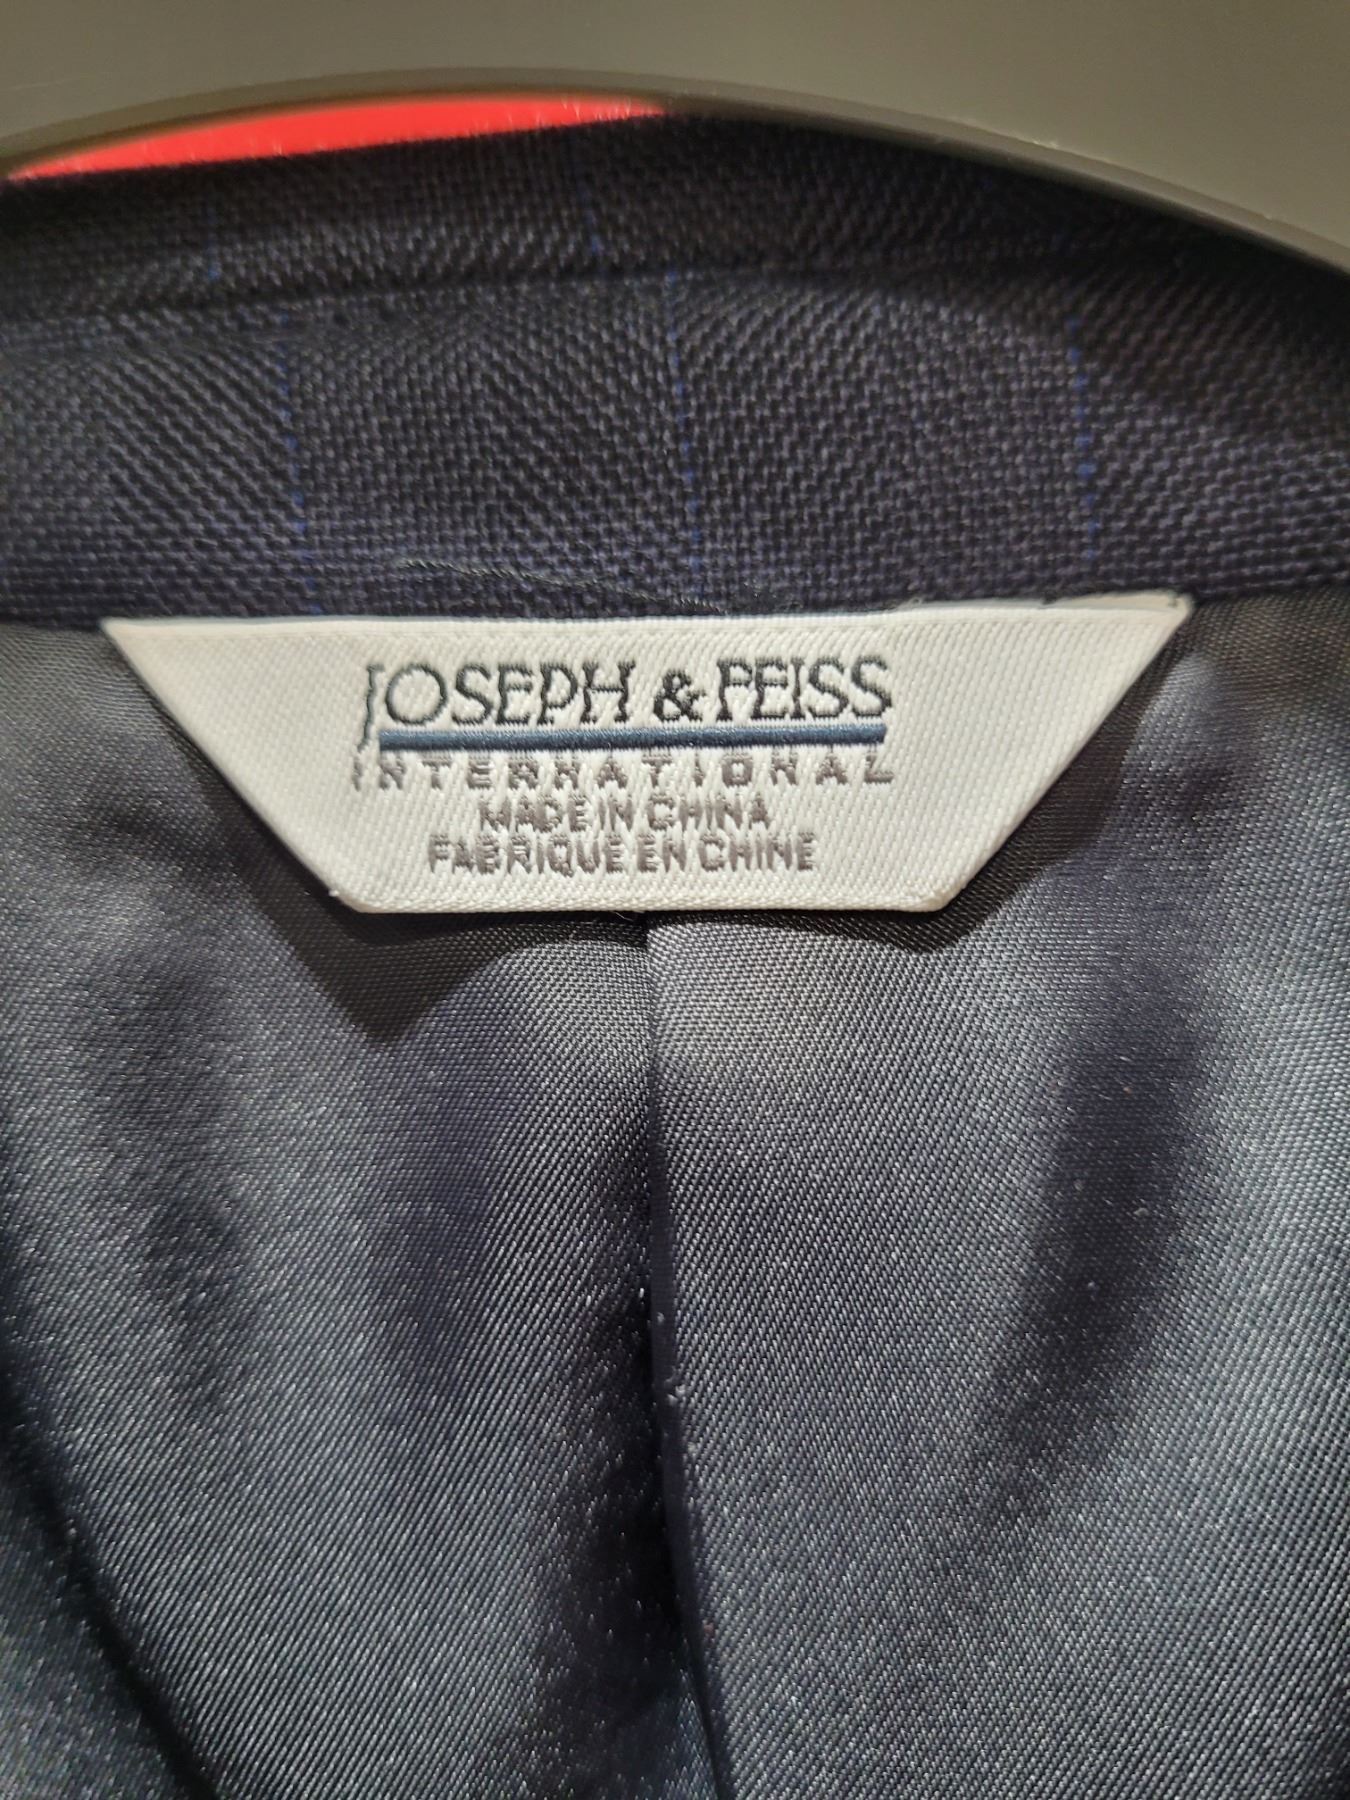 JOSEPH & FEISS
INTERNATIONAL
MADE IN CHINA
FABRIQUE EN CHINE